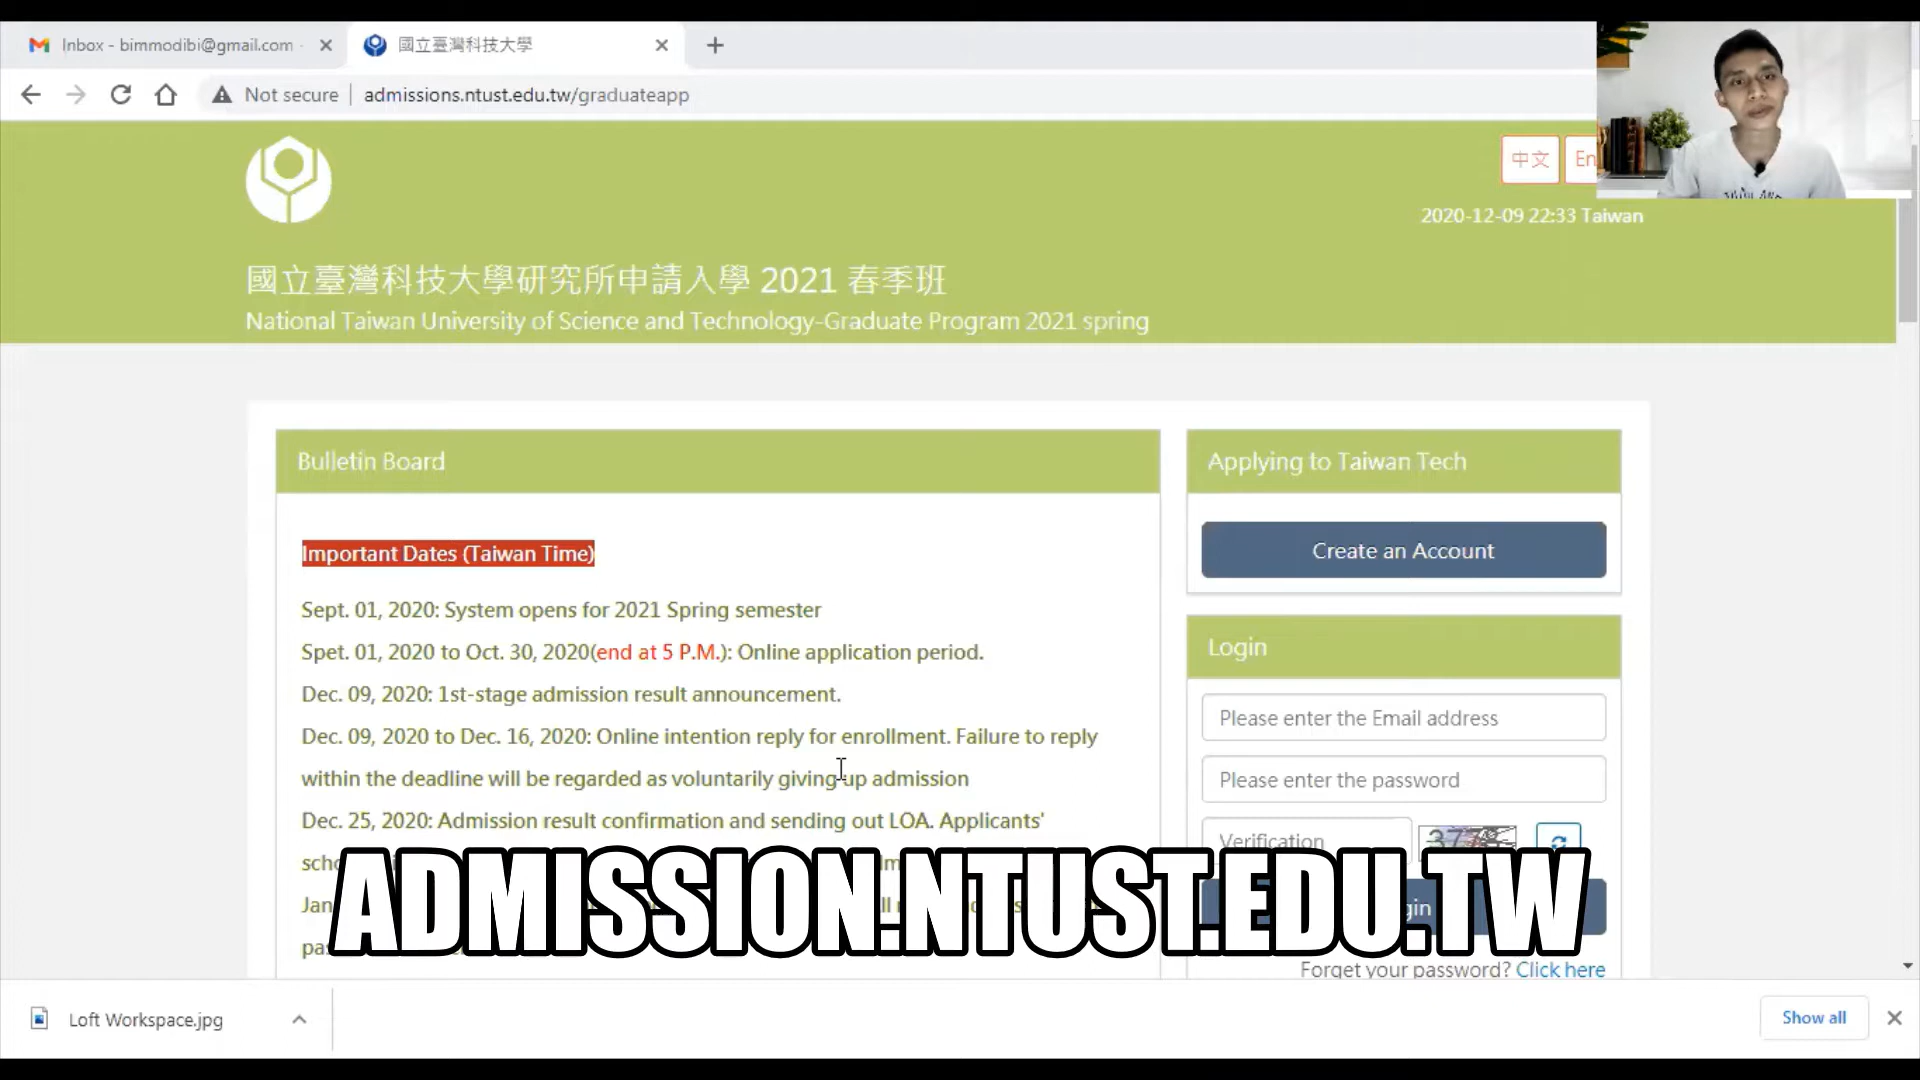 Inbox - bimmodibi@gmail.com -
國立臺灣科技大學
Not secure
admissions.ntust.edu.tw/graduateapp
中文
En
2020-12-09 22:33 Taiwan
國立臺灣科技大學研究所申請入學 2021 春季班
National Taiwan University of Science and Technology-Graduate Program 2021 spring
Bulletin Board
Important Dates (Taiwan Time)
Sept. 01, 2020: System opens for 2021 Spring semester
Spet. 01, 2020 to Oct. 30, 2020(end at 5 P.M.): Online application period.
Dec. 09, 2020: 1st-stage admission result announcement.
Dec. 09, 2020 to Dec. 16, 2020: Online intention reply for enrollment. Failure to reply
within the deadline will be regarded as voluntarily giving up admission
Dec. 25, 2020: Admission result confirmation and sending out LOA. Applicants'
Applying to Taiwan Tech
Create an Account
Login
Please enter the Email address
Please enter the password
Verification
Forget your password? Click here
ADMISSION.NTUST.EDU.TW
Loft Workspace.jpg
Show all